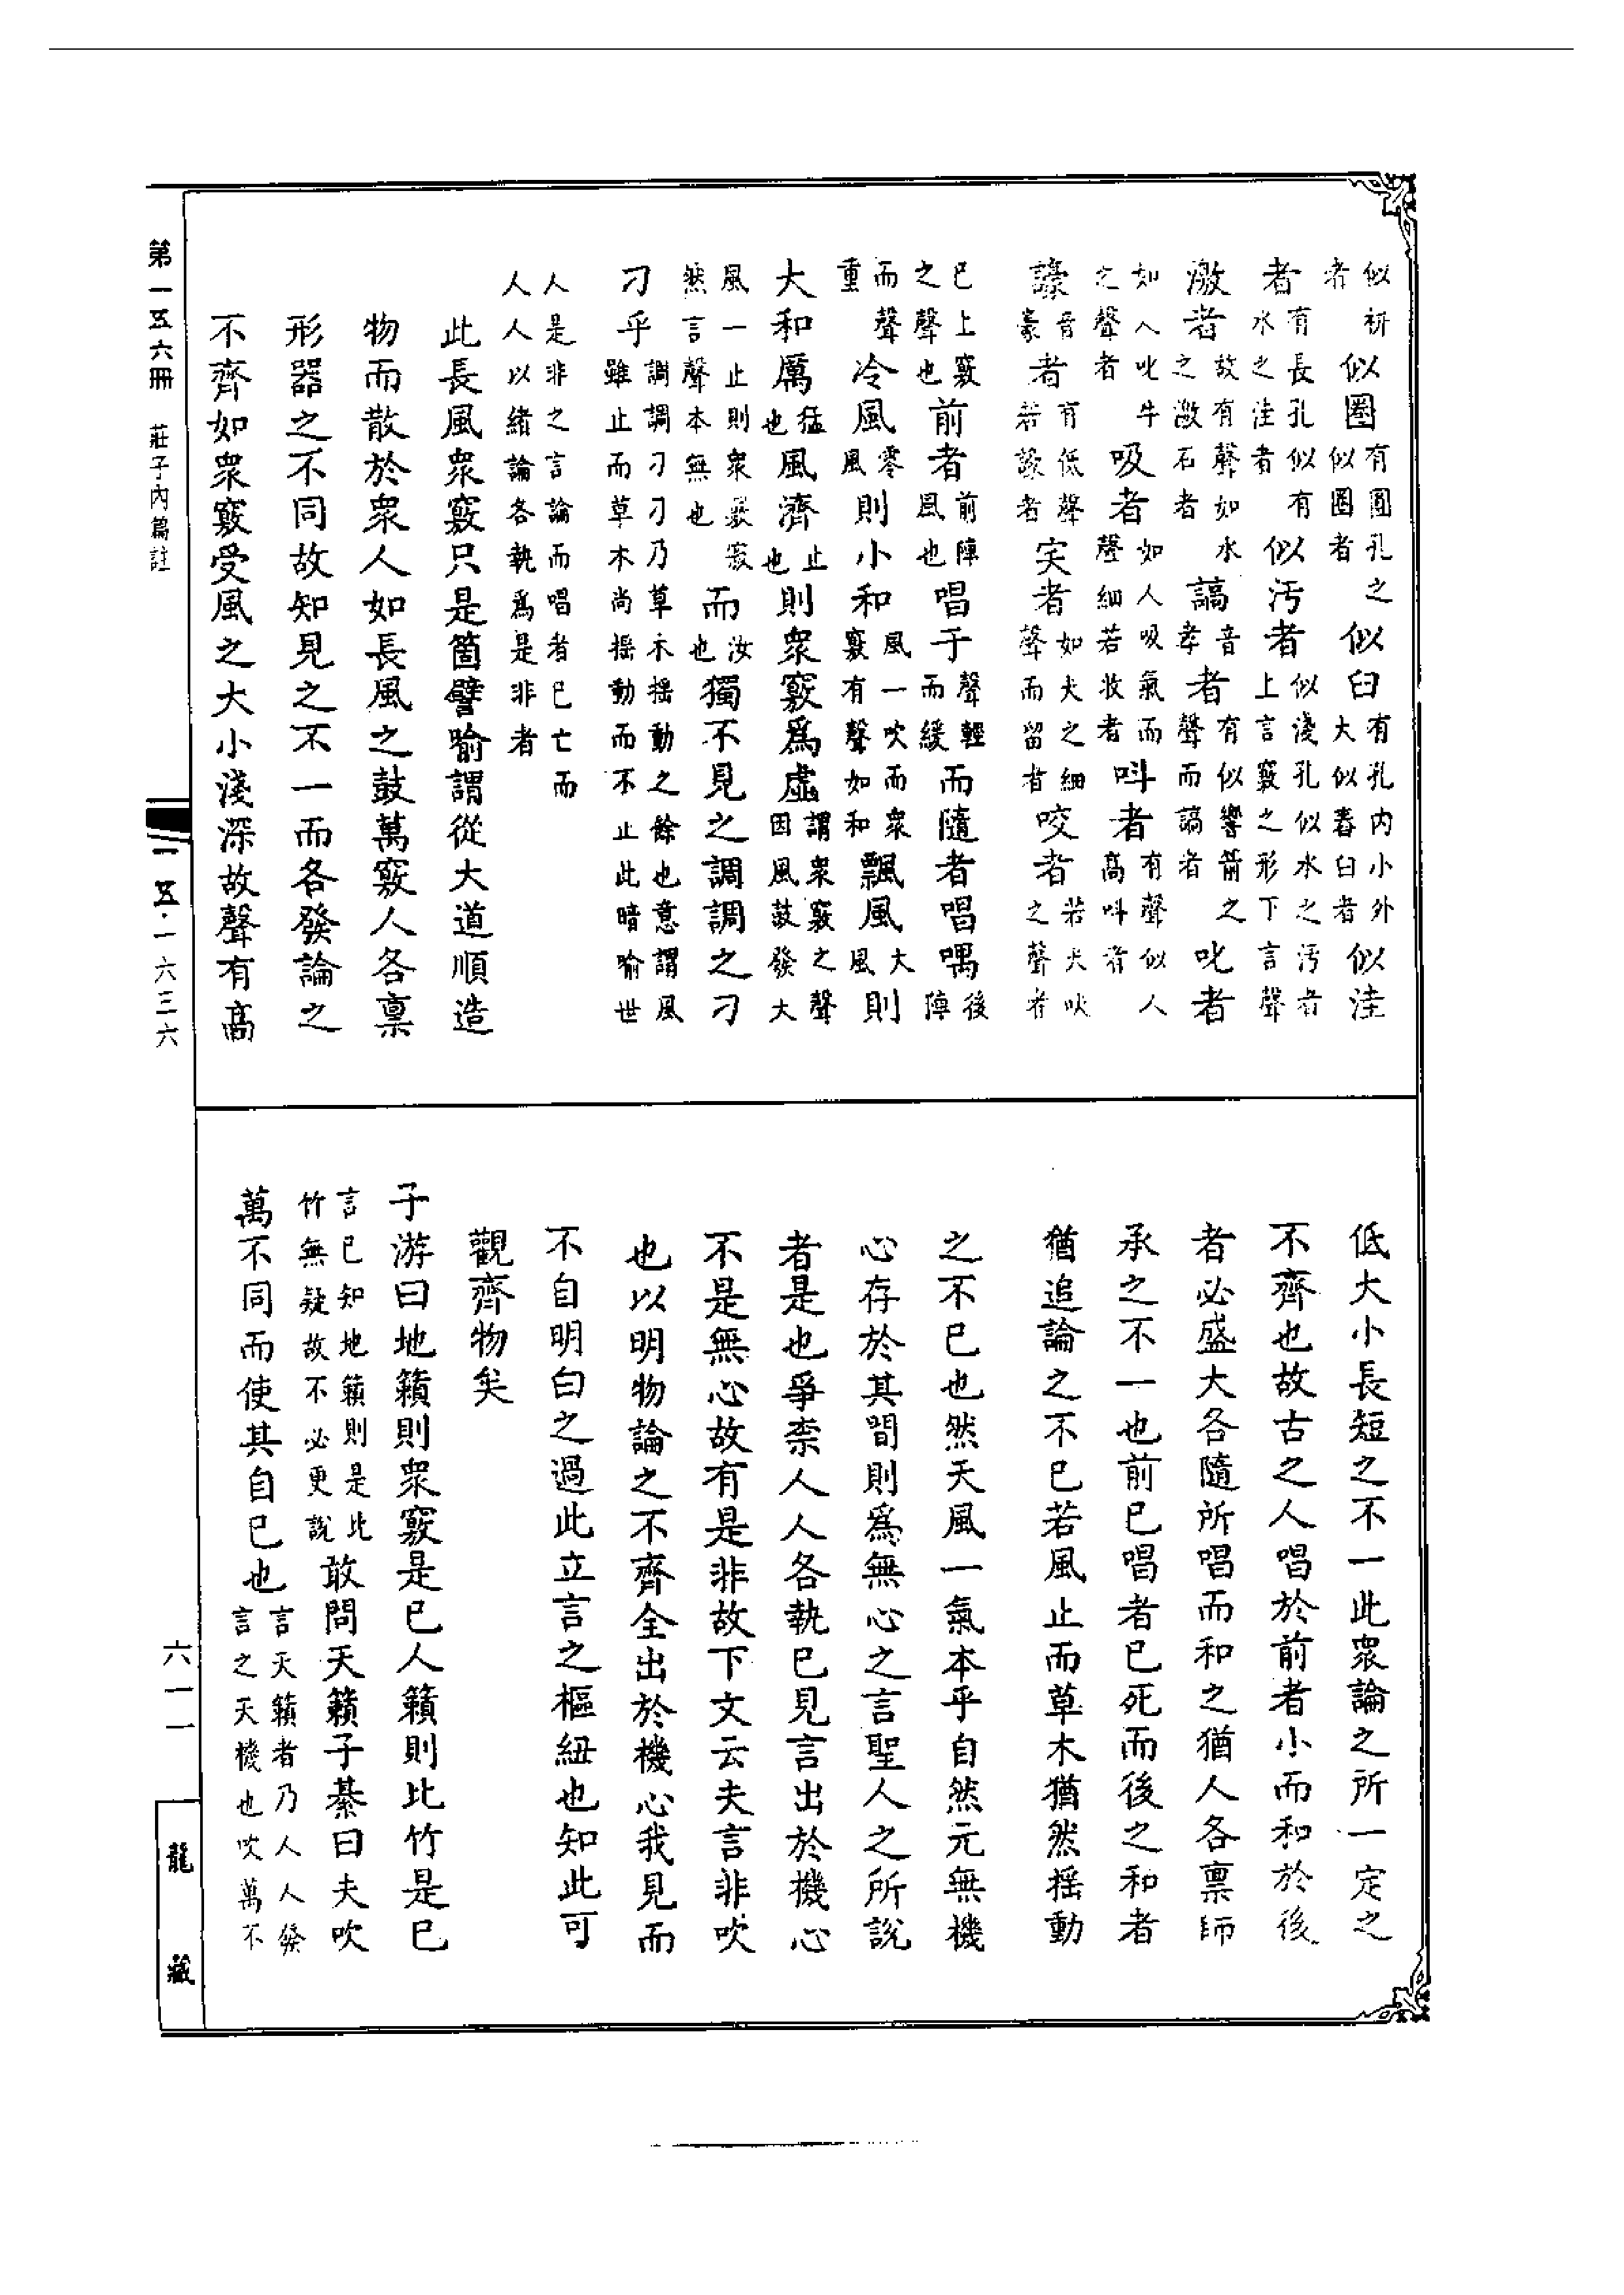 似枅者似圈有圓孔之似圈者似臼有孔内小外大似舂臼者似洼
者有長孔似有水之洼者似汚者似淺孔似水之汚者上言竅之形下言聲
激者故有聲如水之激石者謞音孝者有似響箭之聲而謞者叱者
如人叱牛之聲者吸者如人吸氣而聲細若收者呌者有聲似人高呌者
譹音豪者有低聲若譹者宎者如犬之細聲而留者咬者若犬吠之聲者
已上竅之聲也前者前陣風也唱于聲輕而緩而隨者唱喁後陣
而聲重冷風零風則小和風一吹而衆竅有聲如和飄風大風則
大和厲猛也風濟止也則衆竅爲虛謂衆竅之聲因風鼓發大
風一止則衆竅寂然言聲本無也而汝也獨不見之調調之刁
刁乎調調刁刁乃草木摇動之餘也意謂風雖止而草木尚摇動而不止此暗喻世
人是非之言論而唱者已亡而人人以緒論各執爲是非者
此長風衆竅只是箇譬喻謂從大道順造
物而散於衆人如長風之鼓萬竅人各禀
形器之不同故知見之不一而各發論之
不齊如衆竅受風之大小淺深故聲有高
低大小長短之不一此衆論之所一定之
不齊也故古之人唱於前者小而和於後
者必盛大各隨所唱而和之猶人各禀師
承之不一也前已唱者已死而後之和者
猶追論之不已若風止而草木猶然摇動
之不已也然天風一氣本乎自然元無機
心存於其間則爲無心之言聖人之所說
者是也爭柰人人各執已見言出於機心
不是無心故有是非故下文云夫言非吹
也以明物論之不齊全出於機心我見而
不自明白之過此立言之樞紐也知此可
觀齊物矣
子游曰地籟則衆竅是已人籟則比竹是已
言已知地籟則是比竹無疑故不必更說敢問天籟子綦曰夫吹
萬不同而使其自已也言天籟者乃人人發言之天機也吹萬不
第一五六冊 莊子內篇註
一五·一六三六
六一一
龍藏